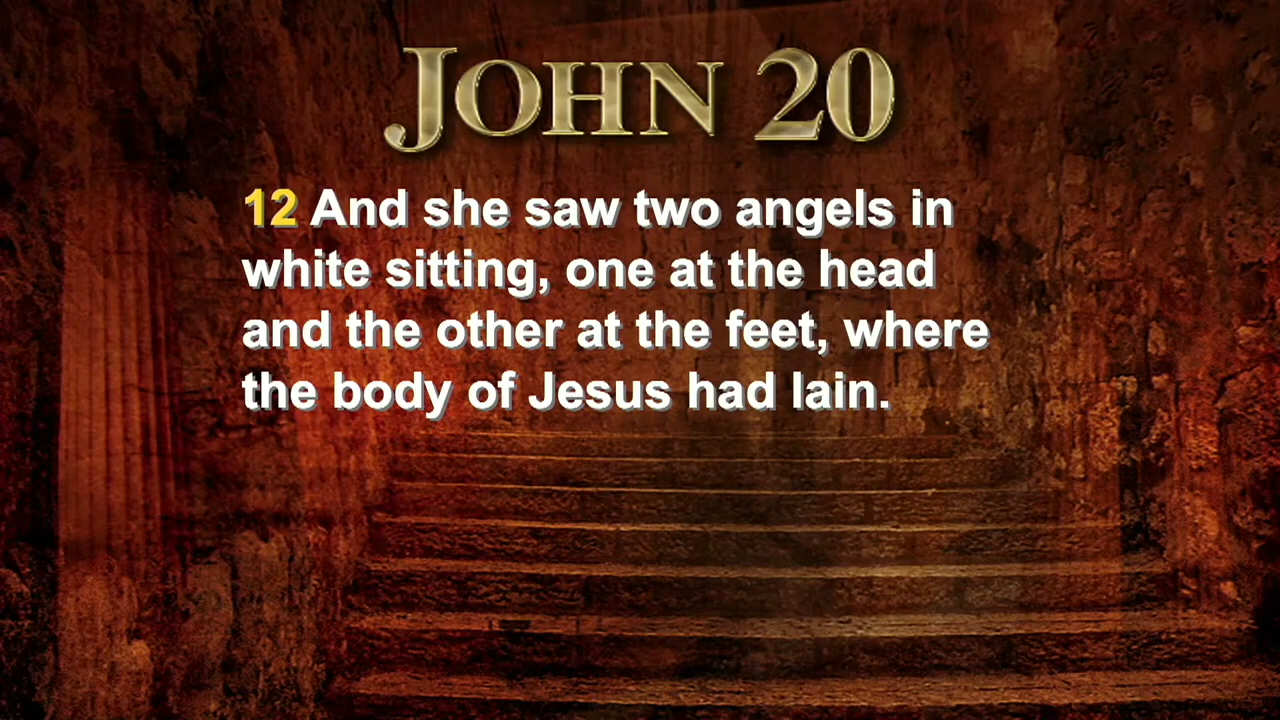 JOHN 20
12 And she saw two angels in
white sitting, one at the head
and the other at the feet, where
the body of Jesus had lain.